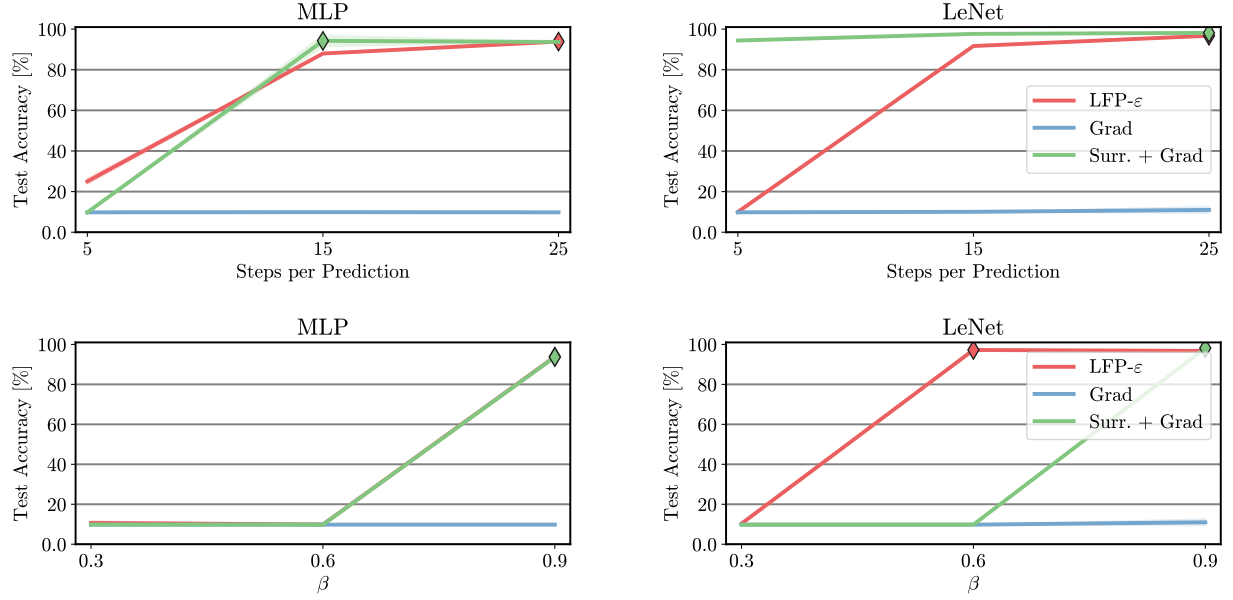 MLP
Test Accuracy [%]
100
80
60
40
20
0.0
5
15
25
Steps per Prediction
LeNet
Test Accuracy [%]
100
80
60
40
20
0.0
5
15
25
Steps per Prediction
LFP-ε
Grad
Surr. + Grad
MLP
Test Accuracy [%]
100
80
60
40
20
0.0
0.3
0.6
0.9
β
LeNet
Test Accuracy [%]
100
80
60
40
20
0.0
0.3
0.6
0.9
β
LFP-ε
Grad
Surr. + Grad